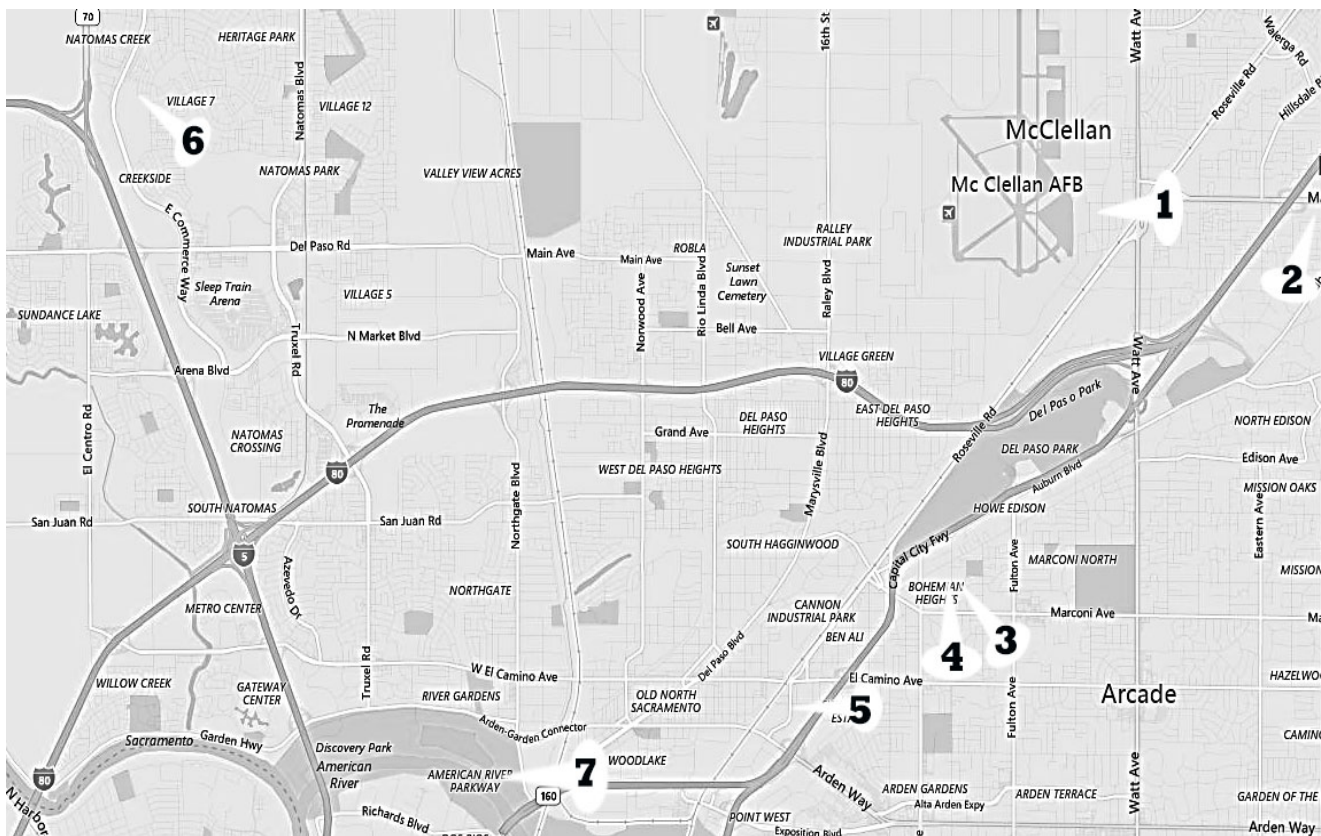 70
NATOMAS CREEK
HERITAGE PARK
16th St
Watt Ave
Walerga Rd
Roseville Rd
VILLAGE 7
Natomas Blvd
VILLAGE 12
6
McClellan
Mc Clellan AFB
CREEKSIDE
NATOMAS PARK
VALLEY VIEW ACRES
1
2
E Commerce Way
Del Paso Rd
Main Ave
Main Ave
ROBLA
RALLEY
INDUSTRIAL PARK
Sleep Train
Arena
VILLAGE 5
Norwood Ave
Rio Linda Blvd
Sunset
Lawn
Cemetery
Raley Blvd
SUNDANCE LAKE
Truxel Rd
N Market Blvd
Bell Ave
Watt Ave
Arena Blvd
VILLAGE GREEN
80
El Centro Rd
The
Promenade
DEL PASO
HEIGHTS
EAST DEL PASO
HEIGHTS
Del Pas o Park
Roseville Rd
NATOMAS
CROSSING
Grand Ave
NORTH EDISON
DEL PASO PARK
Edison Ave
80
WEST DEL PASO HEIGHTS
Marysville Blvd
Auburn Blvd
MISSION OAKS
Northgate Blvd
SOUTH NATOMAS
HOWE EDISON
San Juan Rd
San Juan Rd
Eastern Ave
5
SOUTH HAGGINWOOD
Capital City Fwy
Fulton Ave
MARCONI NORTH
Azevedo Dr
NORTHGATE
BOHEMIAN
HEIGHTS
METRO CENTER
CANNON
INDUSTRIAL PARK
Marconi Ave
BEN ALI
3
4
Del Paso Blvd
Truxel Rd
W El Camino Ave
El Camino Ave
WILLOW CREEK
GATEWAY
CENTER
RIVER GARDENS
OLD NORTH
SACRAMENTO
Fulton Ave
Arcade
5
Arden-Garden Connector
Sacramento
Garden Hwy
Discovery Park
American
River
WOODLAKE
Watt Ave
AMERICAN RIVER
PARKWAY
7
80
160
Arden Way
ARDEN GARDENS
ARDEN TERRACE
GARDEN OF THE
Alta Arden Expy
Richards Blvd
POINT WEST
Exposition Blvd
Arden Way